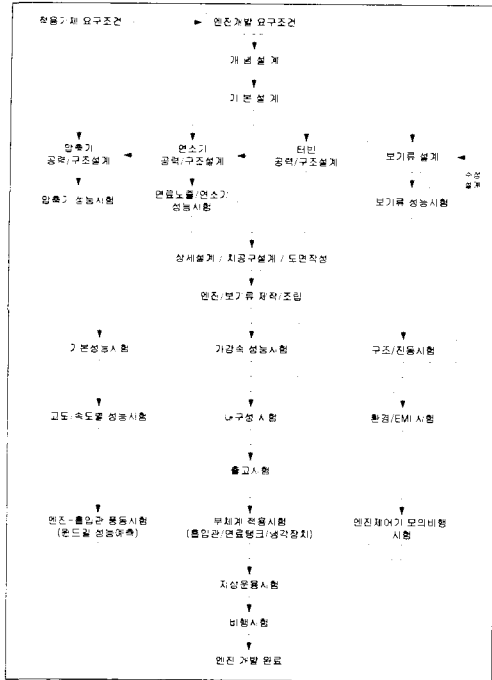 적용기체 요구조건
엔진개발 요구조건
개 념 설 계
기 본 설 계
압축기
공력/구조설계
연소기
공력/구조설계
터빈
공력/구조설계
보기류 설계
수정
설계
압축기 성능시험
연료노즐/연소기
성능시험
보기류 성능시험
상세설계 / 치공구설계 / 도면작성
엔진/보기류 제작/조립
기본성능시험
가감속 성능시험
구조/진동시험
고도/속도별 성능시험
내구성 시험
환경/EMI 시험
출고시험
엔진-흡입관 풍동시험
(윈드밀 성능예측)
부체계 적용시험
(흡입관/연료탱크/냉각장치)
엔진제어기 모의비행
시험
지상운용시험
비행시험
엔진 개발 완료